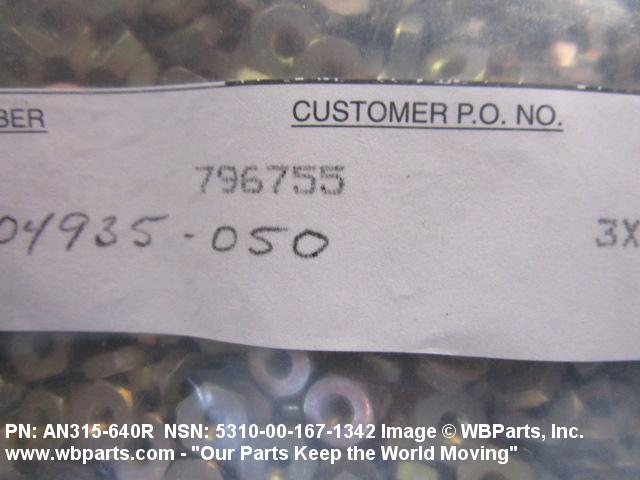 BER CUSTOMER P.O. NO.
796755
04935-050 3X
PN: AN315-640R NSN: 5310-00-167-1342 Image © WBParts, Inc.
www.wbparts.com - "Our Parts Keep the World Moving"